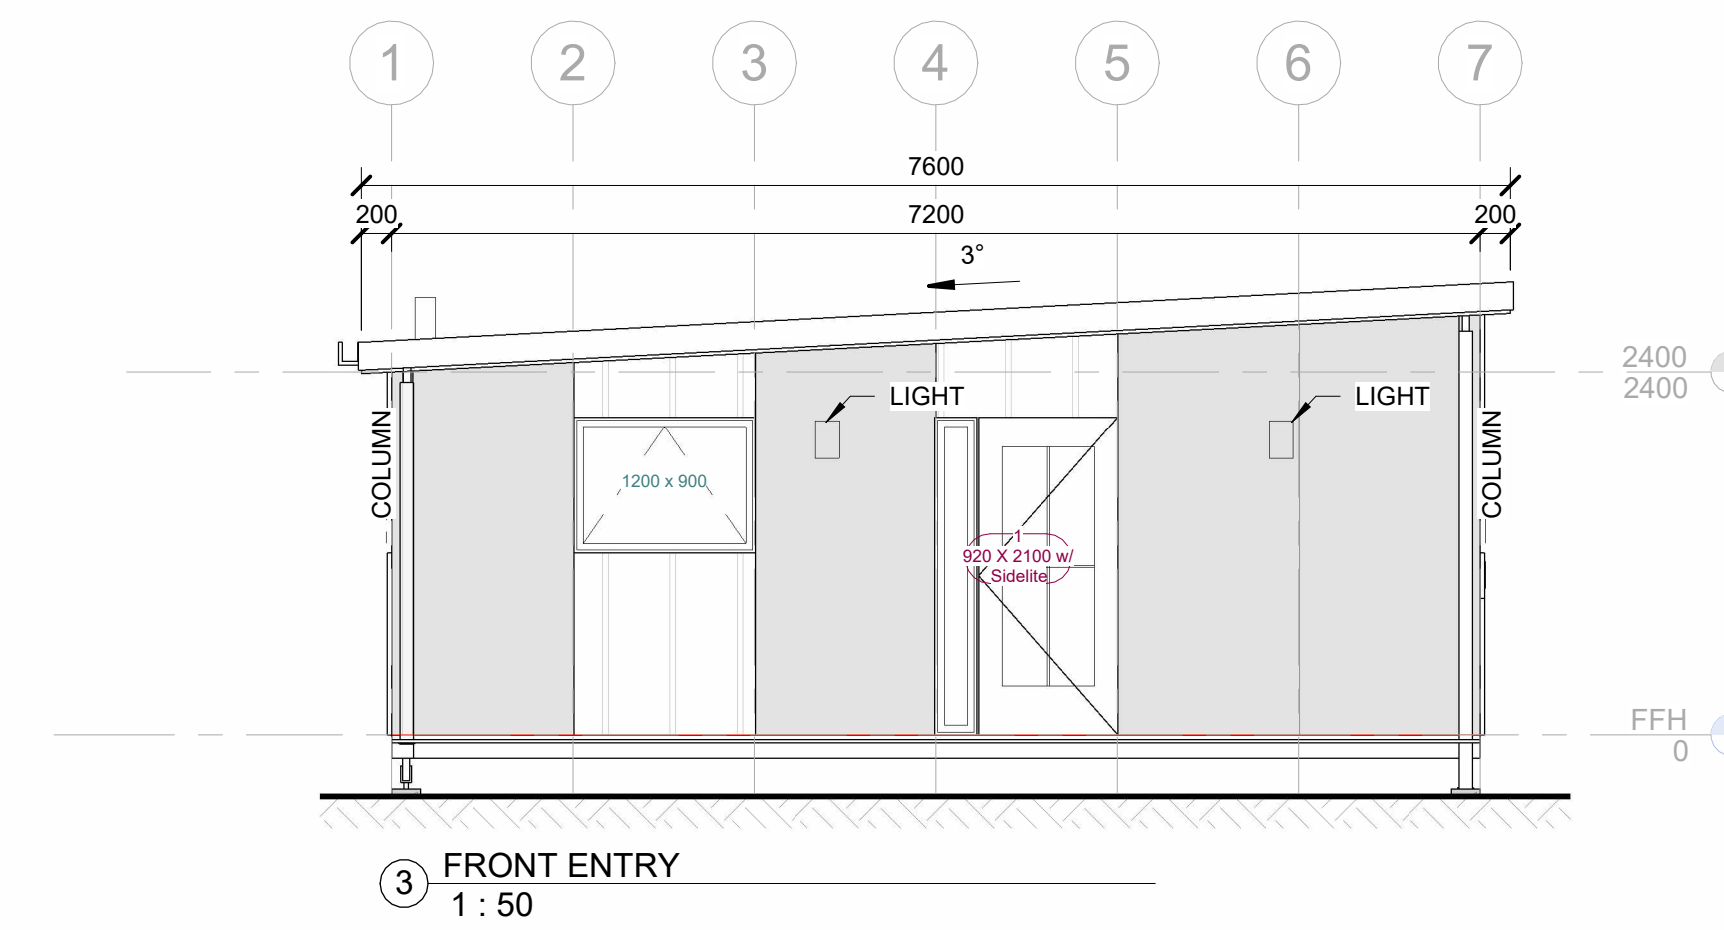 1 2 3 4 5 6 7
7600
200 7200 200
3°
2400
2400
LIGHT LIGHT
COLUMN COLUMN
1200 x 900
1
920 X 2100 w/
Sidelite
FFH
0
3 FRONT ENTRY
1 : 50